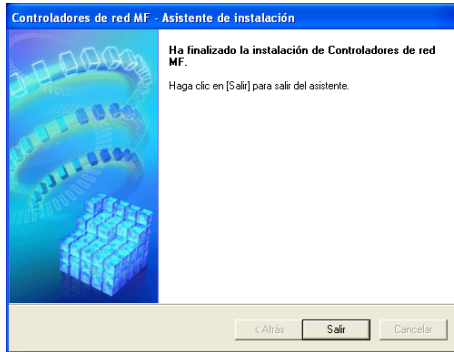 Controladores de red MF - Asistente de instalación
Ha finalizado la instalación de Controladores de red
MF.
Haga clic en [Salir] para salir del asistente.
< Atrás
Salir
Cancelar